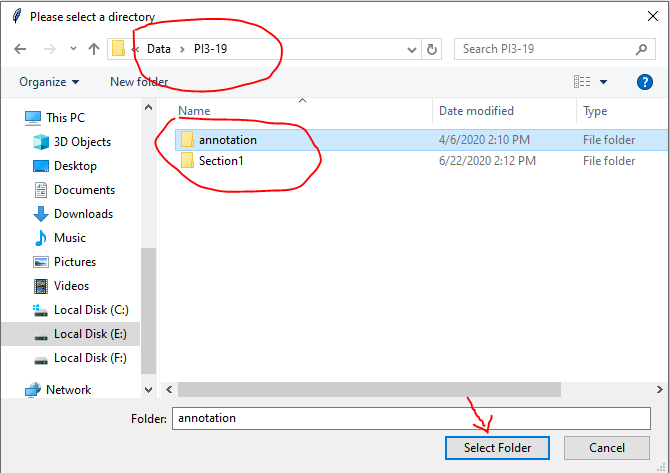 Please select a directory
« Data > PI3-19
Search PI3-19
Organize
New folder
?
Name
Date modified
Type
This PC
3D Objects
Desktop
Documents
Downloads
Music
Pictures
Videos
Local Disk (C:)
Local Disk (E:)
Local Disk (F:)
Network
annotation 4/6/2020 2:10 PM File folder
Section1 6/22/2020 2:12 PM File folder
Folder: annotation
Select Folder
Cancel